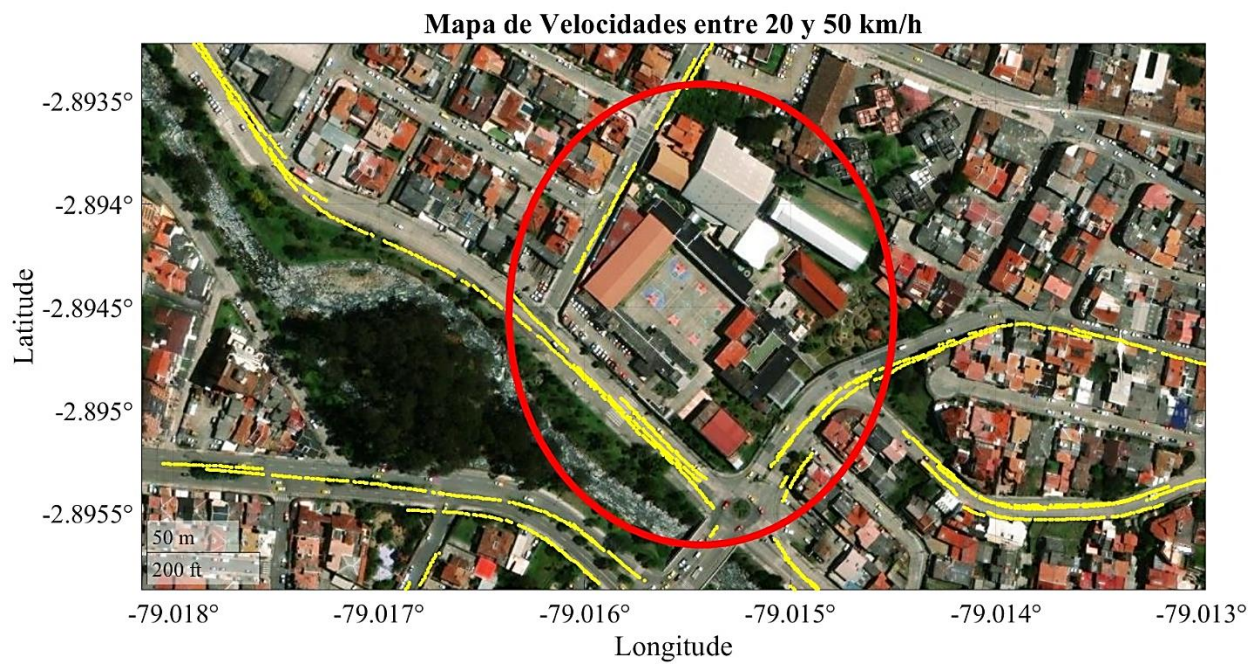 Mapa de Velocidades entre 20 y 50 km/h
-2.8935°
-2.894°
-2.8945°
-2.895°
-2.8955°
Latitude
50 m
200 ft
-79.018°
-79.017°
-79.016°
-79.015°
-79.014°
-79.013°
Longitude